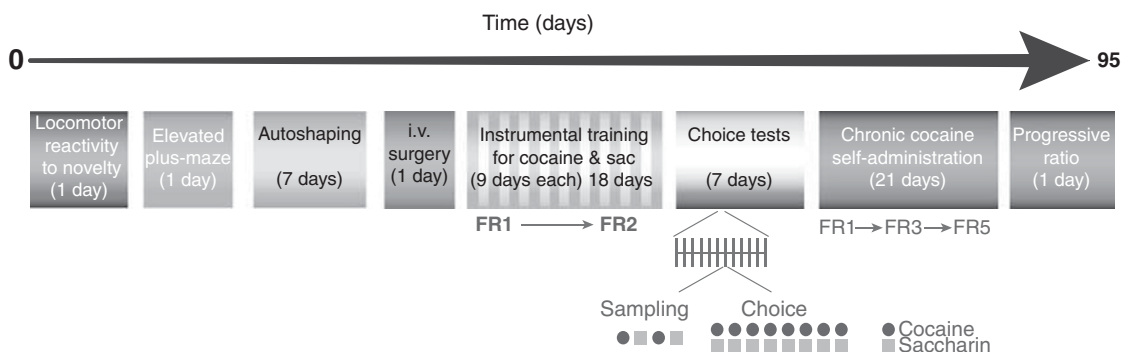 Time (days)
0
95
Locomotor
reactivity
to novelty
(1 day)
Elevated
plus-maze
(1 day)
Autoshaping
(7 days)
i.v.
surgery
(1 day)
Instrumental training
for cocaine & sac
(9 days each) 18 days
Choice tests
(7 days)
Chronic cocaine
self-administration
(21 days)
Progressive
ratio
(1 day)
FR1 → FR2
FR1→FR3→FR5
Sampling
Choice
Cocaine
Saccharin